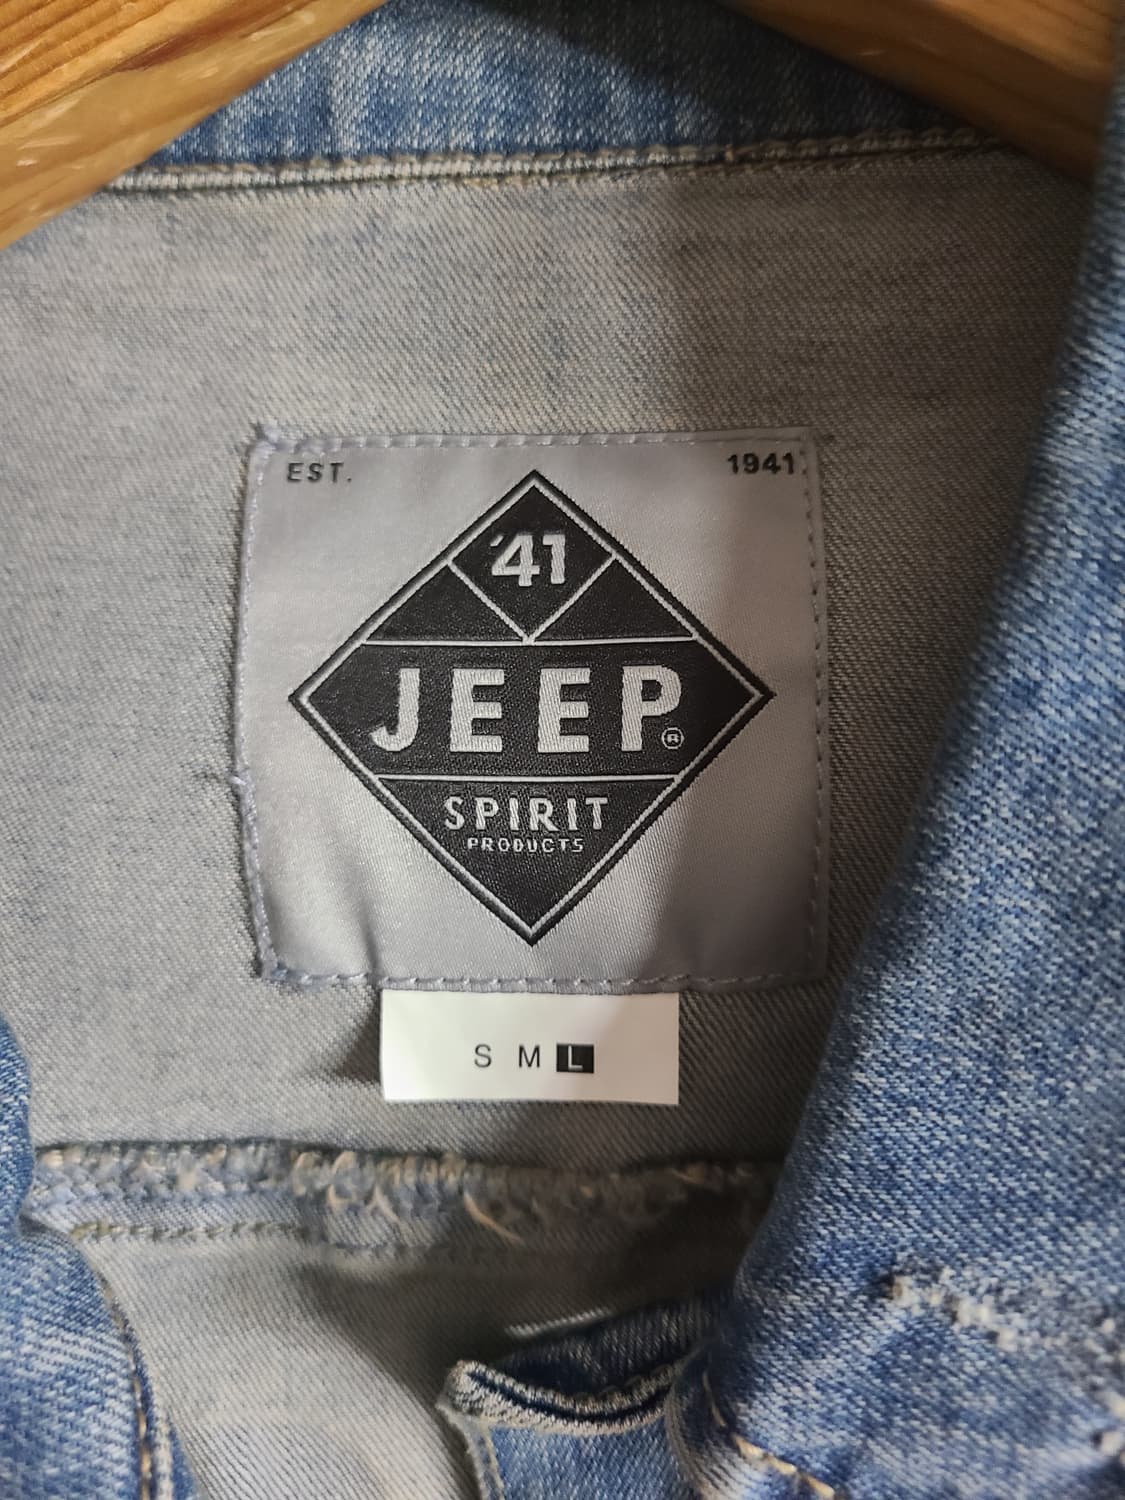 EST. 1941
'41
JEEP®
SPIRIT
PRODUCTS
S M L